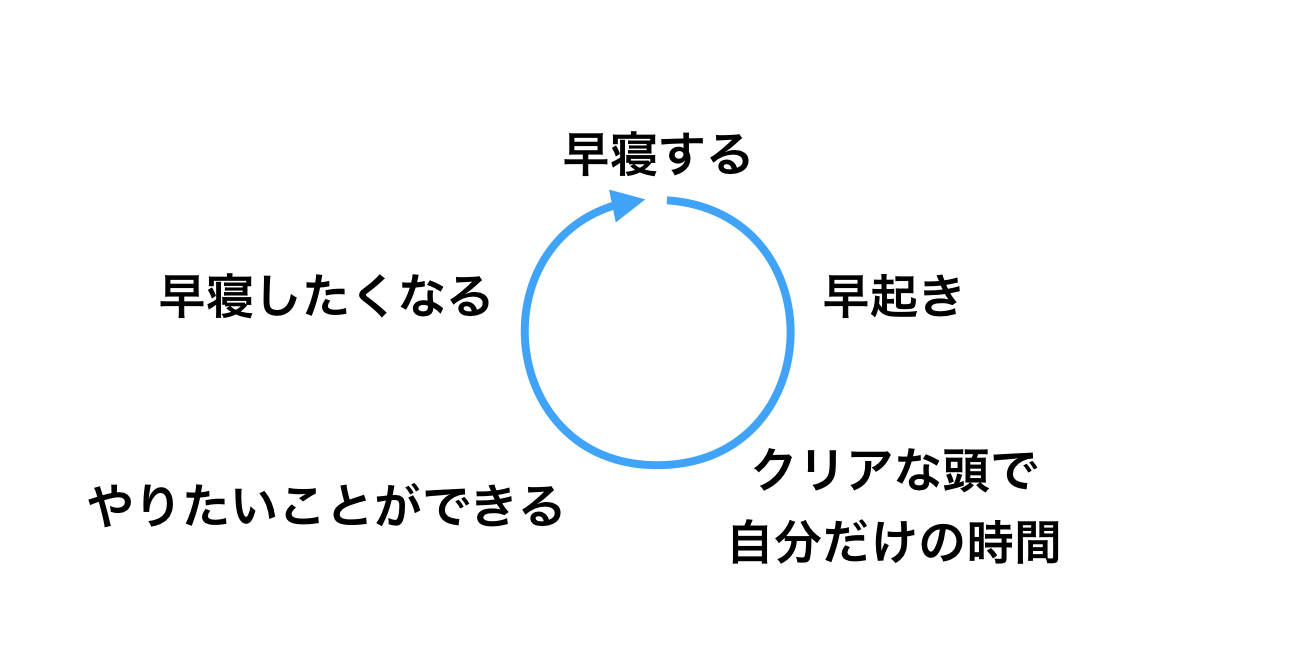 早寝する
早起き
クリアな頭で
自分だけの時間
やりたいことができる
早寝したくなる